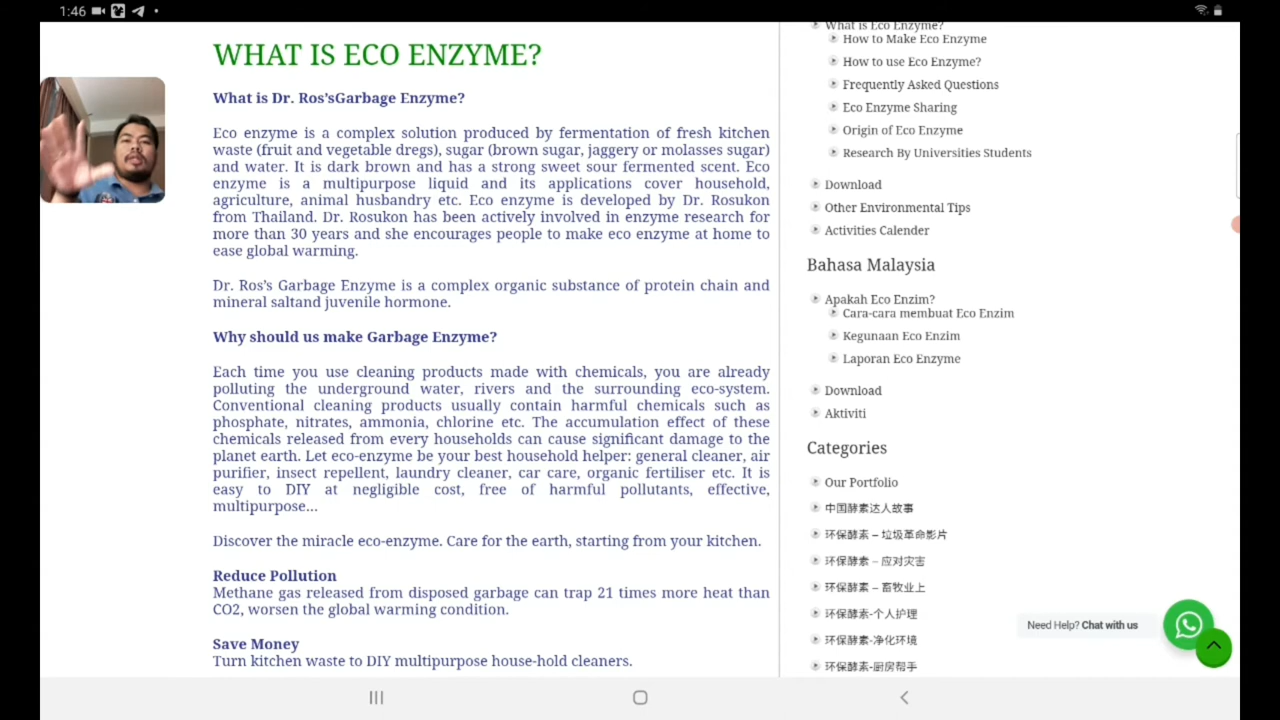 1:46
WHAT IS ECO ENZYME?
What is Dr. Ros'sGarbage Enzyme?
Eco enzyme is a complex solution produced by fermentation of fresh kitchen
waste (fruit and vegetable dregs), sugar (brown sugar, jaggery or molasses sugar)
and water. It is dark brown and has a strong sweet sour fermented scent. Eco
enzyme is a multipurpose liquid and its applications cover household,
agriculture, animal husbandry etc. Eco enzyme is developed by Dr. Rosukon
from Thailand. Dr. Rosukon has been actively involved in enzyme research for
more than 30 years and she encourages people to make eco enzyme at home to
ease global warming.
Dr. Ros's Garbage Enzyme is a complex organic substance of protein chain and
mineral saltand juvenile hormone.
Why should us make Garbage Enzyme?
Each time you use cleaning products made with chemicals, you are already
polluting the underground water, rivers and the surrounding eco-system.
Conventional cleaning products usually contain harmful chemicals such as
phosphate, nitrates, ammonia, chlorine etc. The accumulation effect of these
chemicals released from every households can cause significant damage to the
planet earth. Let eco-enzyme be your best household helper: general cleaner, air
purifier, insect repellent, laundry cleaner, car care, organic fertiliser etc. It is
easy to DIY at negligible cost, free of harmful pollutants, effective,
multipurpose...
Discover the miracle eco-enzyme. Care for the earth, starting from your kitchen.
Reduce Pollution
Methane gas released from disposed garbage can trap 21 times more heat than
CO2, worsen the global warming condition.
Save Money
Turn kitchen waste to DIY multipurpose house-hold cleaners.
What is Eco Enzyme?
How to Make Eco Enzyme
How to use Eco Enzyme?
Frequently Asked Questions
Eco Enzyme Sharing
Origin of Eco Enzyme
Research By Universities Students
Download
Other Environmental Tips
Activities Calender
Bahasa Malaysia
Apakah Eco Enzim?
Cara-cara membuat Eco Enzim
Kegunaan Eco Enzim
Laporan Eco Enzyme
Download
Aktiviti
Categories
Our Portfolio
中国酵素达人故事
环保酵素 – 垃圾革命影片
环保酵素 – 应对灾害
环保酵素 – 畜牧业上
环保酵素-个人护理
环保酵素-净化环境
环保酵素-厨房帮手
Need Help? Chat with us